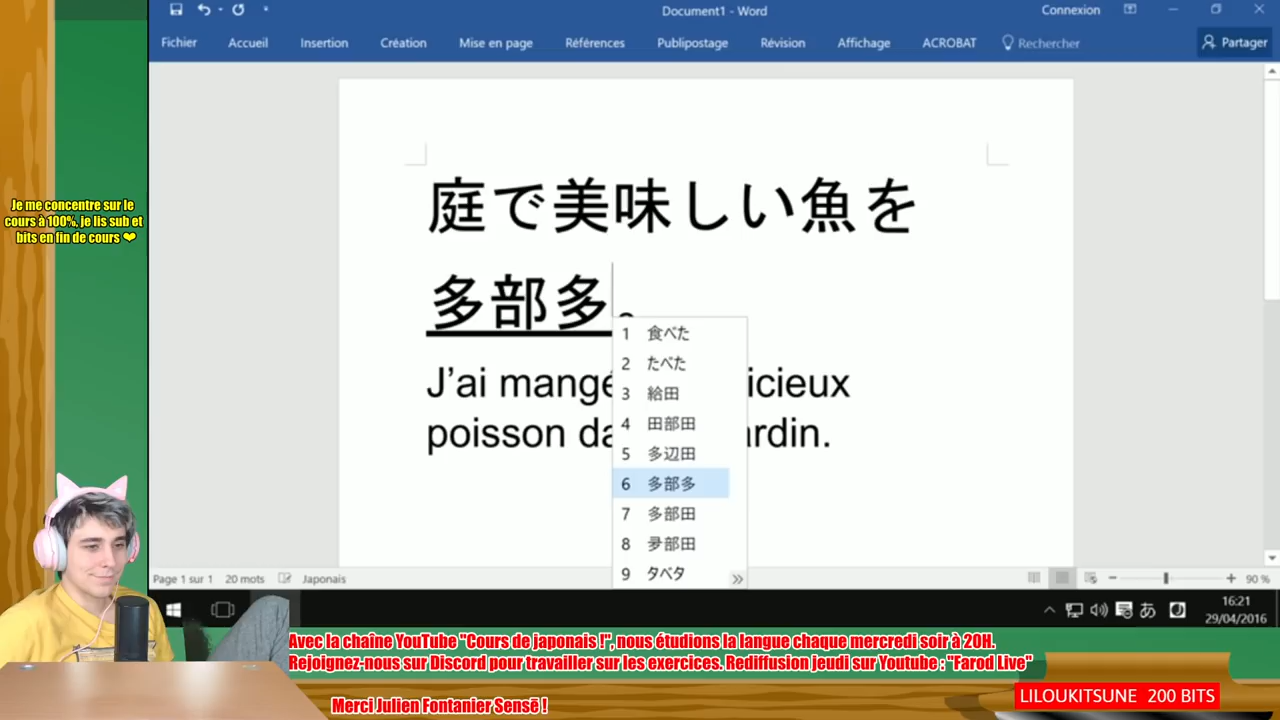 Document1 - Word
Connexion
Fichier
Accueil
Insertion
Création
Mise en page
Références
Publipostage
Révision
Affichage
ACROBAT
Rechercher
Partager
Je me concentre sur le
cours à 100%, je lis sub et
bits en fin de cours ❤
庭で美味しい魚を
多部多。
1 食べた
2 たべた
3 給田
4 田部田
5 多辺田
6 多部多
7 多部田
8 夛部田
9 タベタ
»
J'ai mangé icieux
poisson da ardin.
Page 1 sur 1
20 mots
Japonais
90 %
あ
16:21
29/04/2016
Avec la chaîne YouTube "Cours de japonais !", nous étudions la langue chaque mercredi soir à 20H.
Rejoignez-nous sur Discord pour travailler sur les exercices. Rediffusion jeudi sur Youtube : "Farod Live"
Merci Julien Fontanier Sensē !
LILOUKITSUNE 200 BITS